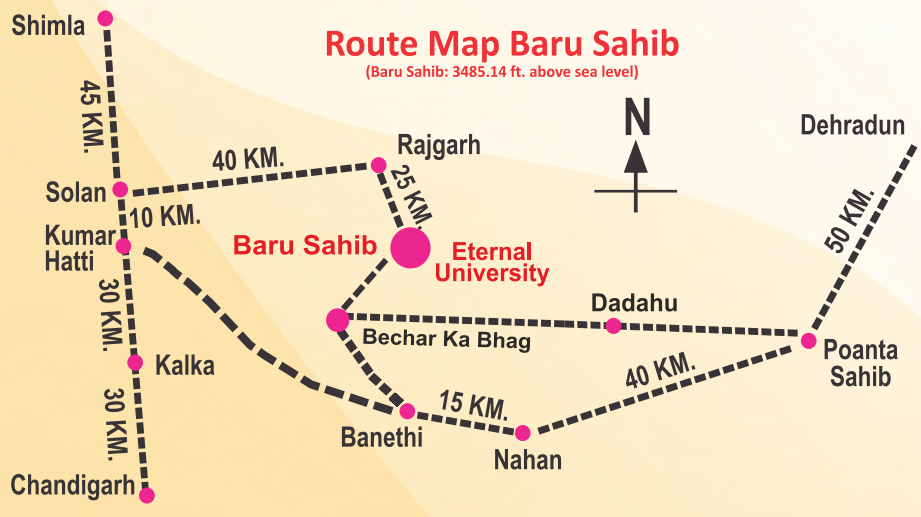 Route Map Baru Sahib
(Baru Sahib: 3485.14 ft. above sea level)
Shimla
45 KM.
N
Dehradun
Rajgarh
40 KM.
25 KM.
Solan
10 KM.
50 KM.
Kumar
Hatti
Baru Sahib
Eternal
University
30 KM.
Dadahu
Bechar Ka Bhag
Poanta
Sahib
Kalka
40 KM.
30 KM.
15 KM.
Banethi
Nahan
Chandigarh